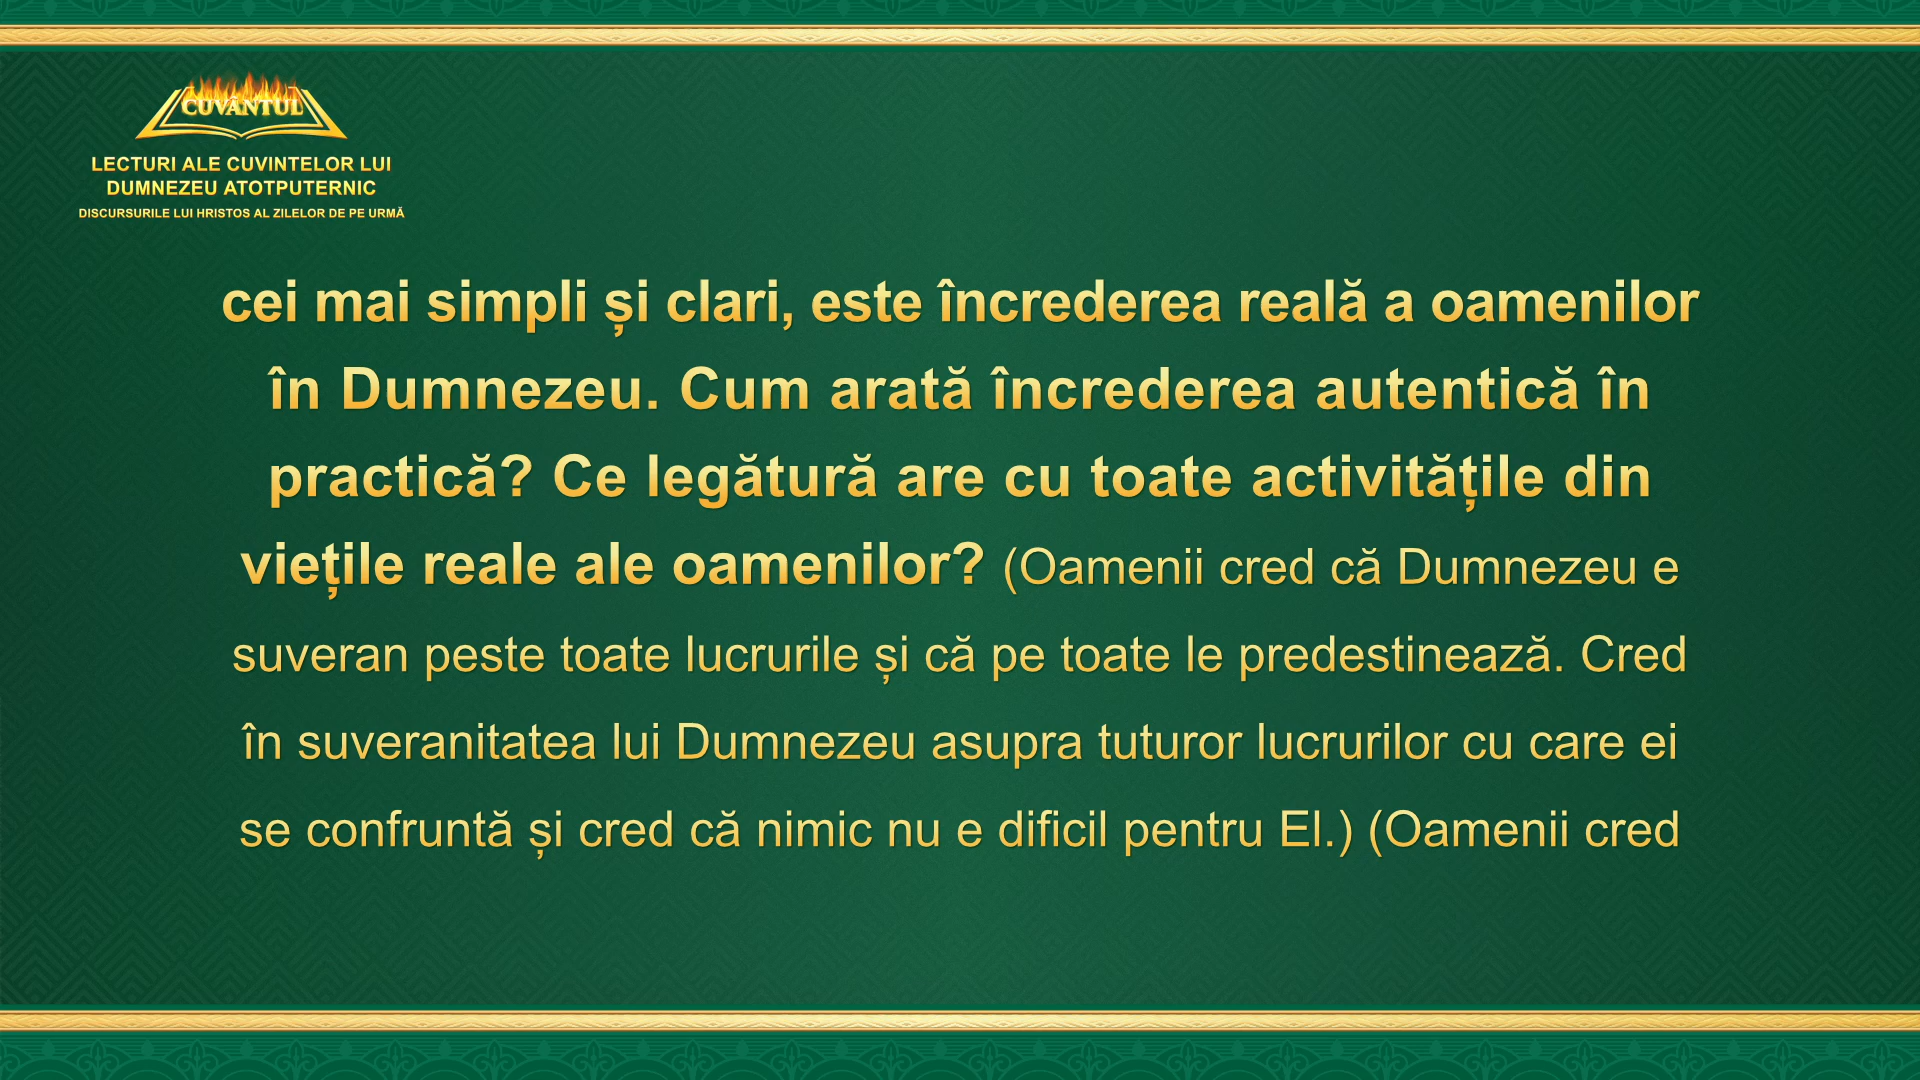 CUVÂNTUL
LECTURI ALE CUVINTELOR LUI
DUMNEZEU ATOTPUTERNIC
DISCURSURILE LUI HRISTOS AL ZILELOR DE PE URMĂ
cei mai simpli și clari, este încrederea reală a oamenilor
în Dumnezeu. Cum arată încrederea autentică în
practică? Ce legătură are cu toate activitățile din
viețile reale ale oamenilor? (Oamenii cred că Dumnezeu e
suveran peste toate lucrurile și că pe toate le predestinează. Cred
în suveranitatea lui Dumnezeu asupra tuturor lucrurilor cu care ei
se confruntă și cred că nimic nu e dificil pentru El.) (Oamenii cred